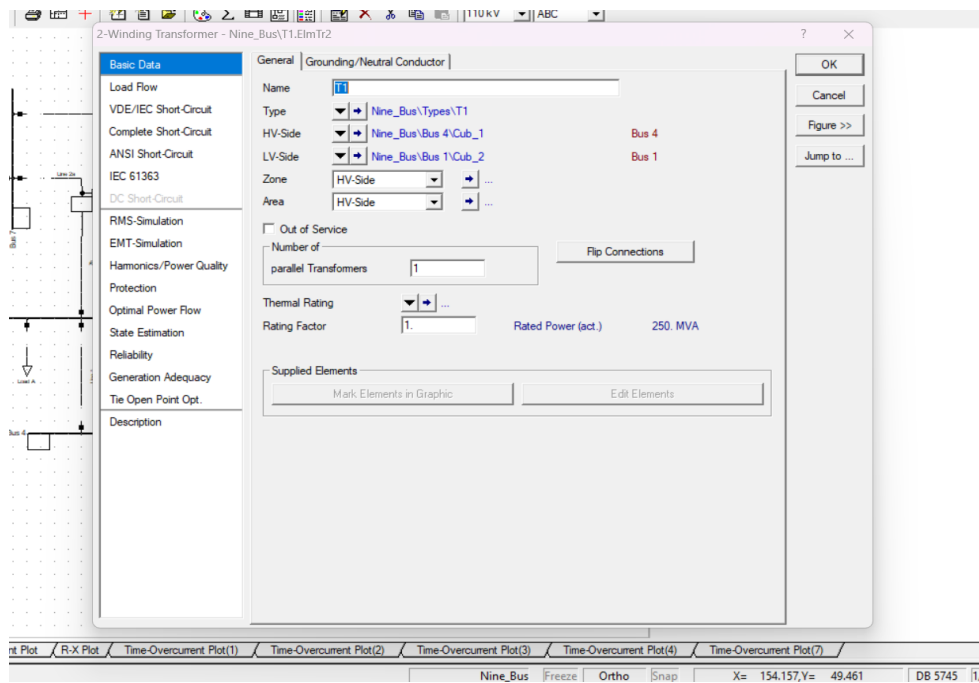 110 kV
ABC
2-Winding Transformer - Nine_Bus\T1.ElmTr2
?
Basic Data
Load Flow
VDE/IEC Short-Circuit
Complete Short-Circuit
ANSI Short-Circuit
IEC 61363
DC Short-Circuit
RMS-Simulation
EMT-Simulation
Harmonics/Power Quality
Protection
Optimal Power Flow
State Estimation
Reliability
Generation Adequacy
Tie Open Point Opt.
Description
General
Grounding/Neutral Conductor
Name T1
Type Nine_Bus\Types\T1
HV-Side Nine_Bus\Bus 4\Cub_1 Bus 4
LV-Side Nine_Bus\Bus 1\Cub_2 Bus 1
Zone HV-Side ...
Area HV-Side ...
Out of Service
Number of
parallel Transformers 1
Flip Connections
Thermal Rating ...
Rating Factor 1. Rated Power (act.) 250. MVA
Supplied Elements
Mark Elements in Graphic
Edit Elements
OK
Cancel
Figure >>
Jump to ...
Bus 7
Load A
Bus 4
nt Plot
R-X Plot
Time-Overcurrent Plot(1)
Time-Overcurrent Plot(2)
Time-Overcurrent Plot(3)
Time-Overcurrent Plot(4)
Time-Overcurrent Plot(7)
Nine_Bus
Freeze
Ortho
Snap
X= 154.157,Y= 49.461
DB 5745